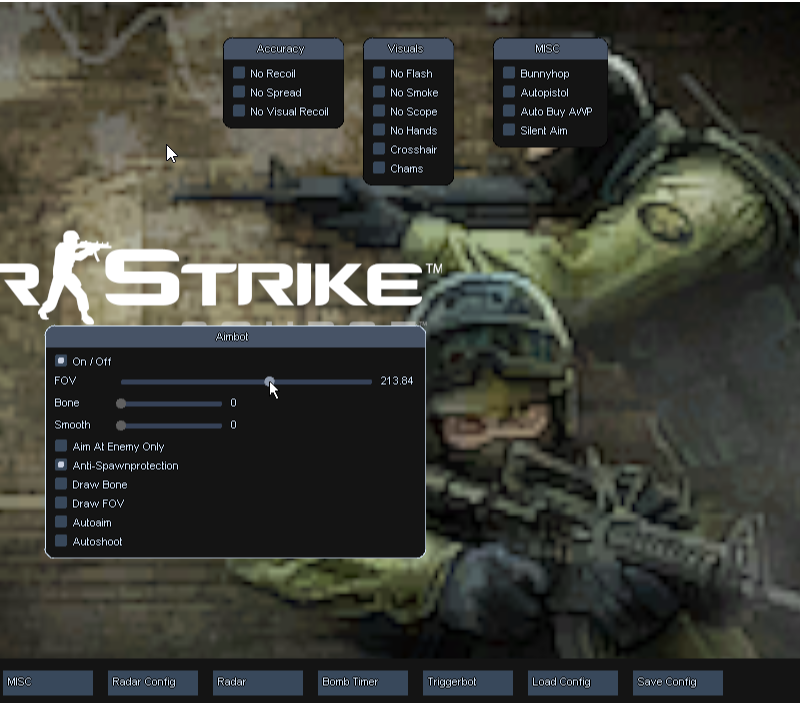 Accuracy
No Recoil
No Spread
No Visual Recoil
Visuals
No Flash
No Smoke
No Scope
No Hands
Crosshair
Chams
MISC
Bunnyhop
Autopistol
Auto Buy AWP
Silent Aim
R STRIKE™
Aimbot
On / Off
FOV 213.84
Bone 0
Smooth 0
Aim At Enemy Only
Anti-Spawnprotection
Draw Bone
Draw FOV
Autoaim
Autoshoot
MISC
Radar Config
Radar
Bomb Timer
Triggerbot
Load Config
Save Config